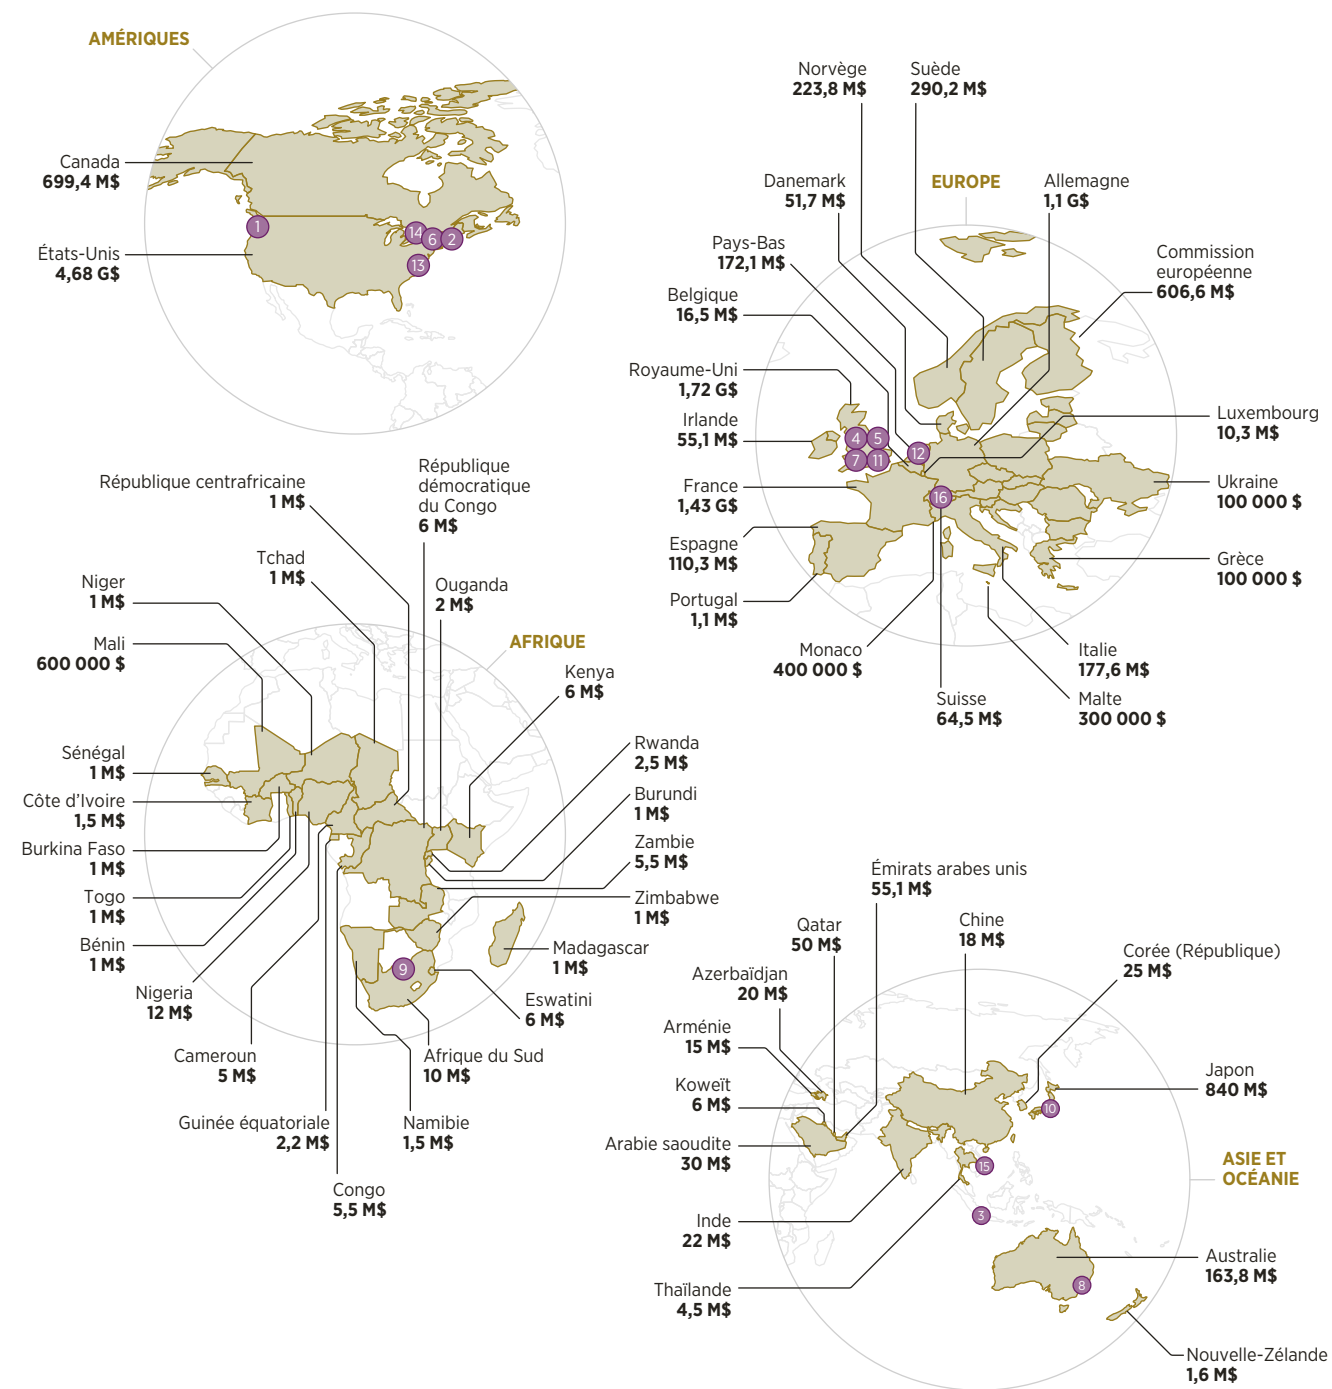 AMÉRIQUES
Canada
699,4 M$
États-Unis
4,68 G$
1
14
6
2
13
EUROPE
Norvège
223,8 M$
Suède
290,2 M$
Danemark
51,7 M$
Allemagne
1,1 G$
Pays-Bas
172,1 M$
Commission
européenne
606,6 M$
Belgique
16,5 M$
Royaume-Uni
1,72 G$
Irlande
55,1 M$
Luxembourg
10,3 M$
France
1,43 G$
Ukraine
100 000 $
Espagne
110,3 M$
Grèce
100 000 $
Portugal
1,1 M$
Monaco
400 000 $
Italie
177,6 M$
Suisse
64,5 M$
Malte
300 000 $
4
5
7
11
12
16
AFRIQUE
République centrafricaine
1 M$
République
démocratique
du Congo
6 M$
Tchad
1 M$
Ouganda
2 M$
Niger
1 M$
Mali
600 000 $
Kenya
6 M$
Sénégal
1 M$
Rwanda
2,5 M$
Côte d'Ivoire
1,5 M$
Burundi
1 M$
Burkina Faso
1 M$
Zambie
5,5 M$
Togo
1 M$
Zimbabwe
1 M$
Bénin
1 M$
Madagascar
1 M$
Nigeria
12 M$
Eswatini
6 M$
Cameroun
5 M$
Afrique du Sud
10 M$
Guinée équatoriale
2,2 M$
Namibie
1,5 M$
Congo
5,5 M$
9
ASIE ET
OCÉANIE
Émirats arabes unis
55,1 M$
Qatar
50 M$
Chine
18 M$
Corée (République)
25 M$
Azerbaïdjan
20 M$
Arménie
15 M$
Koweït
6 M$
Japon
840 M$
Arabie saoudite
30 M$
Inde
22 M$
Thaïlande
4,5 M$
Australie
163,8 M$
Nouvelle-Zélande
1,6 M$
10
15
3
8